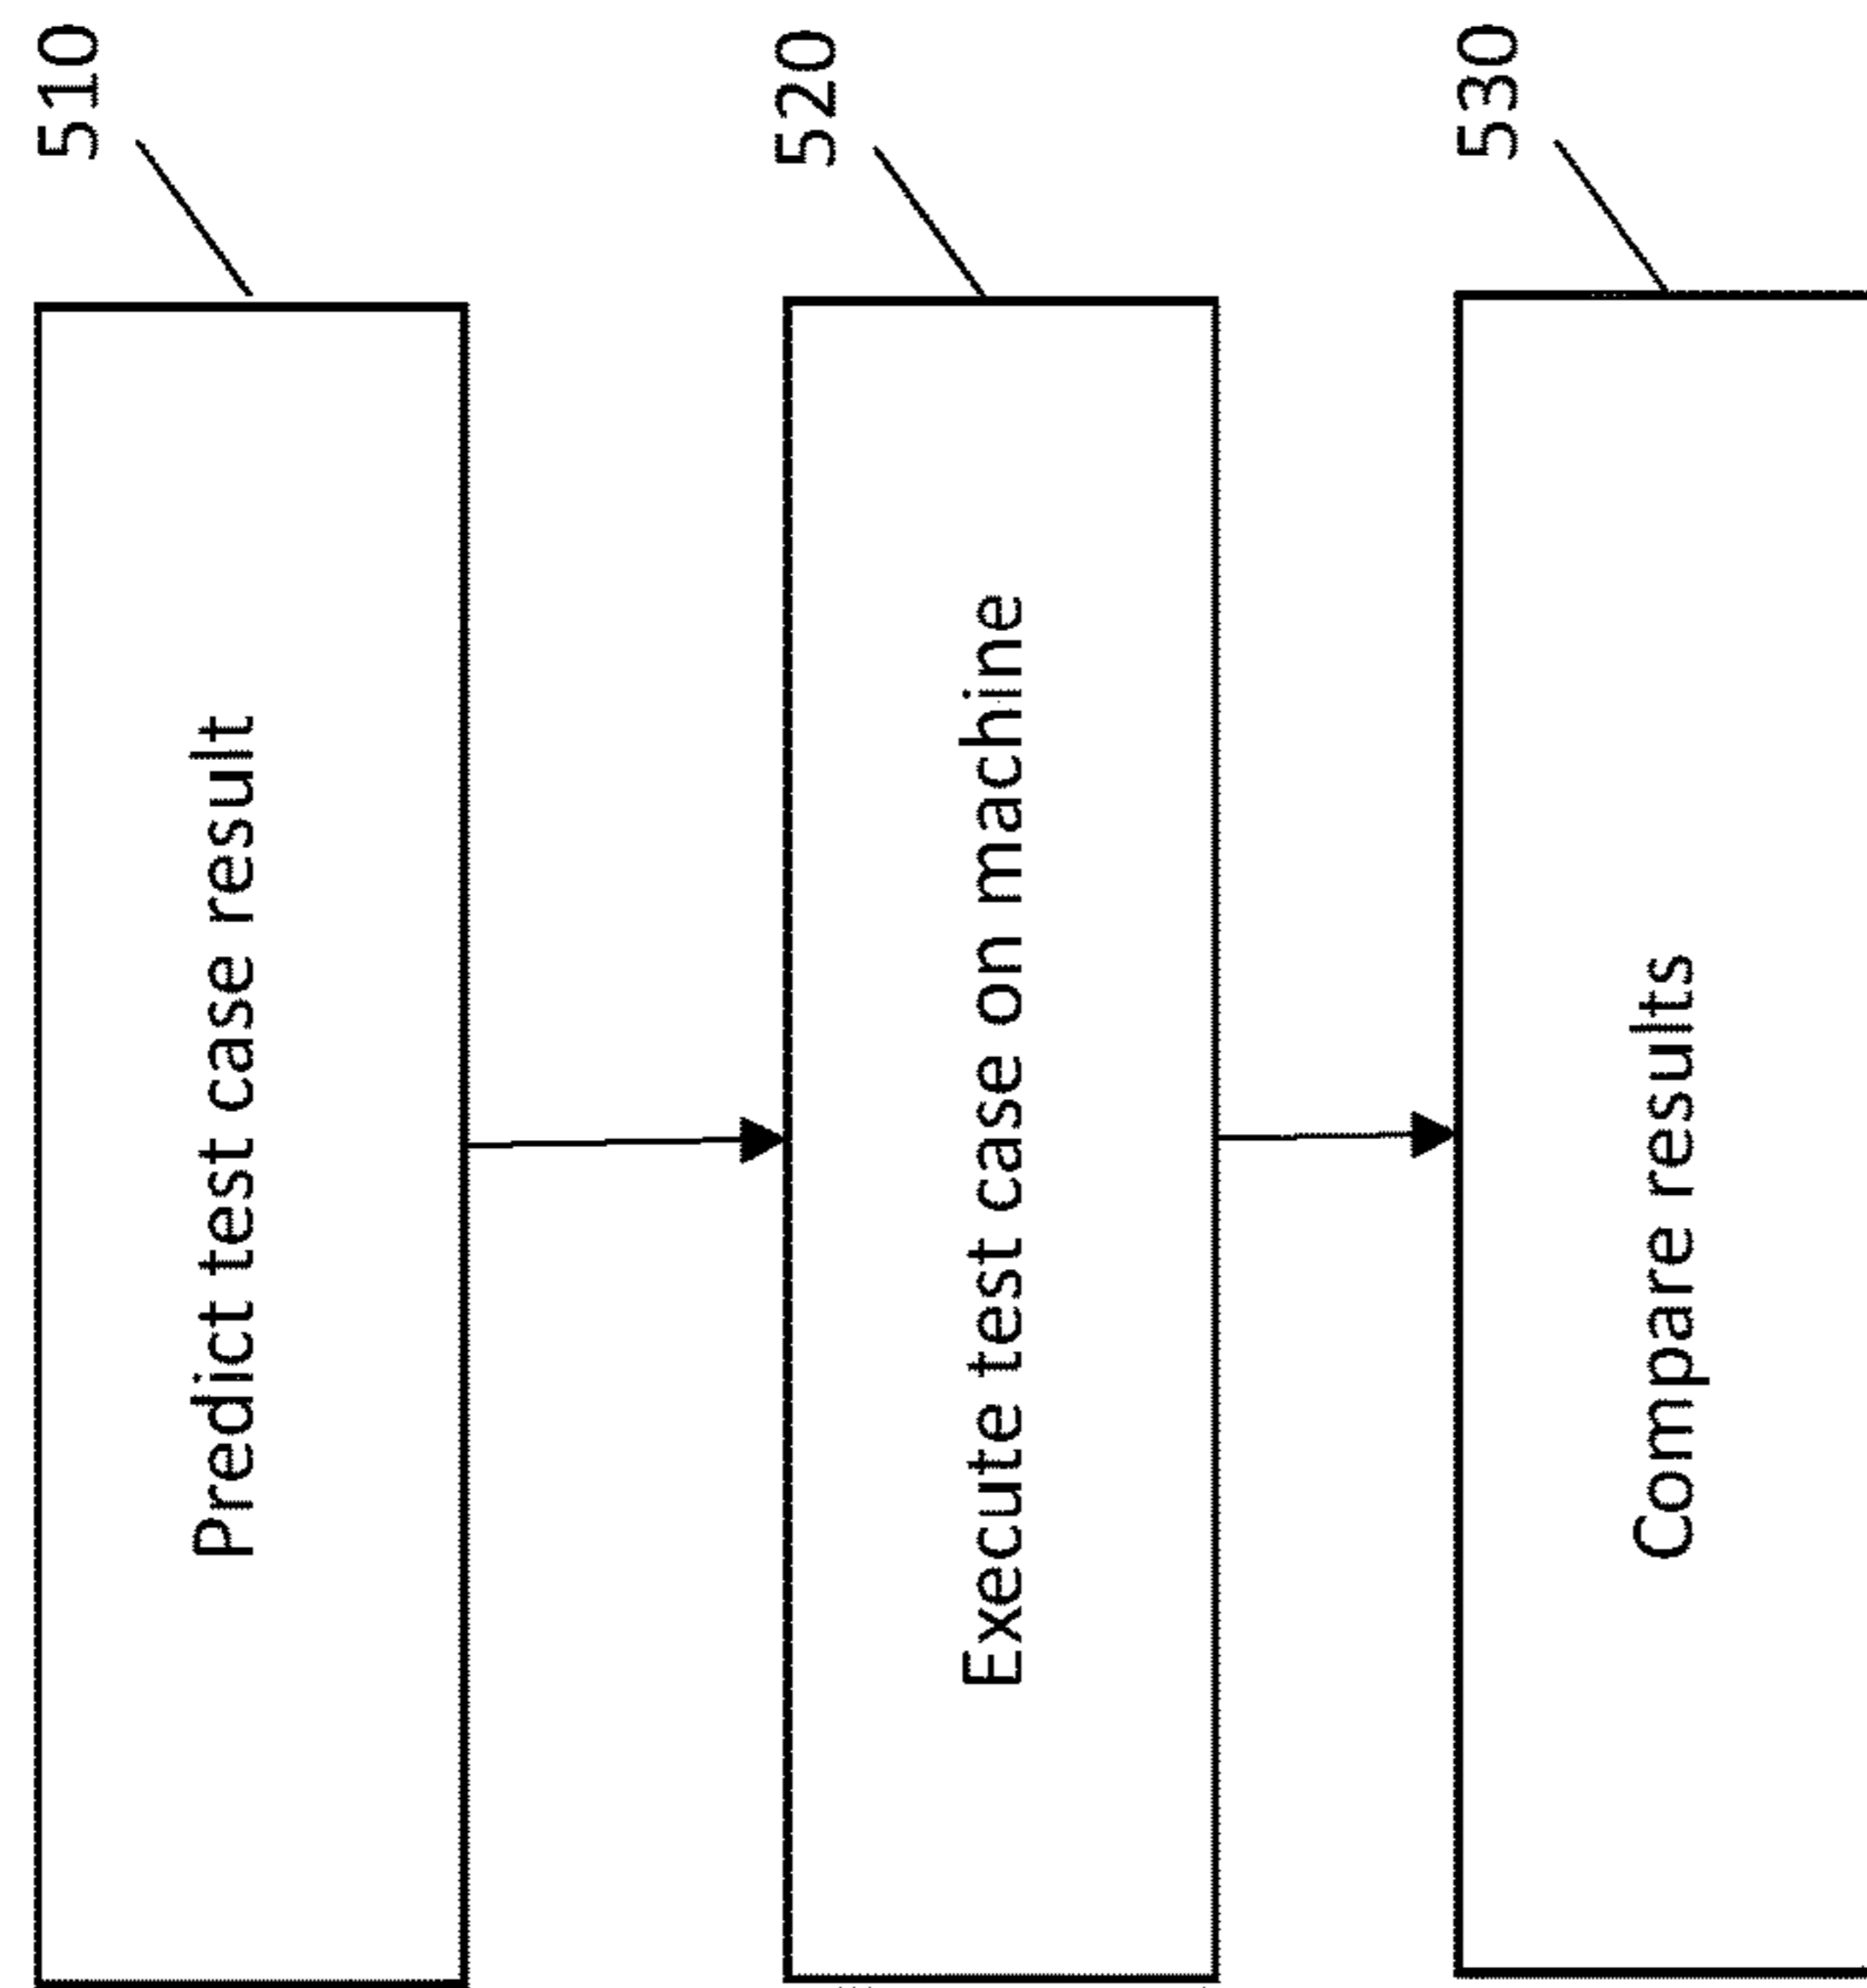 510
Predict test case result
520
Execute test case on machine
530
Compare results